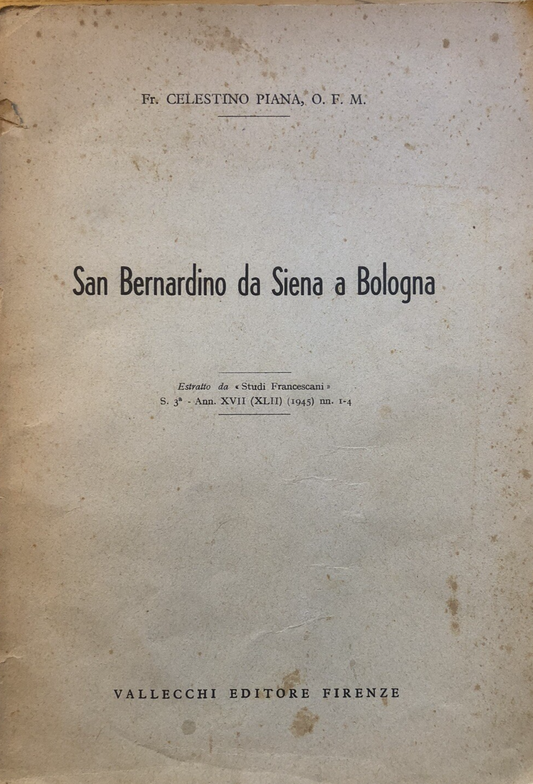 Fr. CELESTINO PIANA, O. F. M.
San Bernardino da Siena a Bologna
Estratto da « Studi Francescani »
S. 3ª - Ann. XVII (XLII) (1945) nn. 1-4
VALLECCHI EDITORE FIRENZE